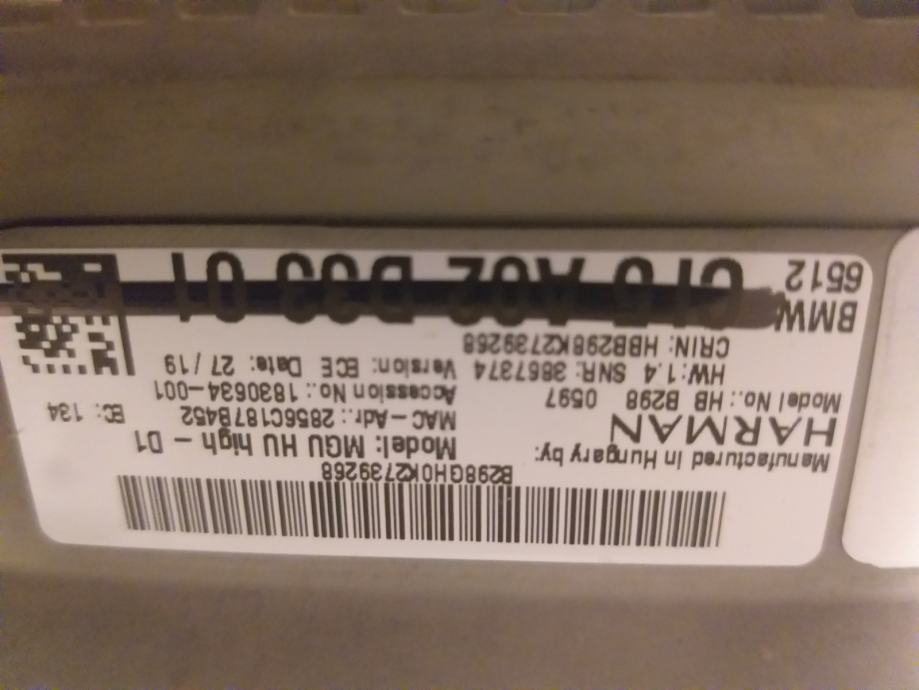 B298GH0K2739268
Manufactured in Hungary by:
HARMAN
Model No.: HB B298 0597
HW:1.4 SNR: 3867374
CRIN: HBB298K2739268
Model: MGU HU high - D1
MAC-Adr.: 2856C187B452
EC: 134
Accession No.: 1830634-001
Version: ECE Date: 27/19
BMW
6512